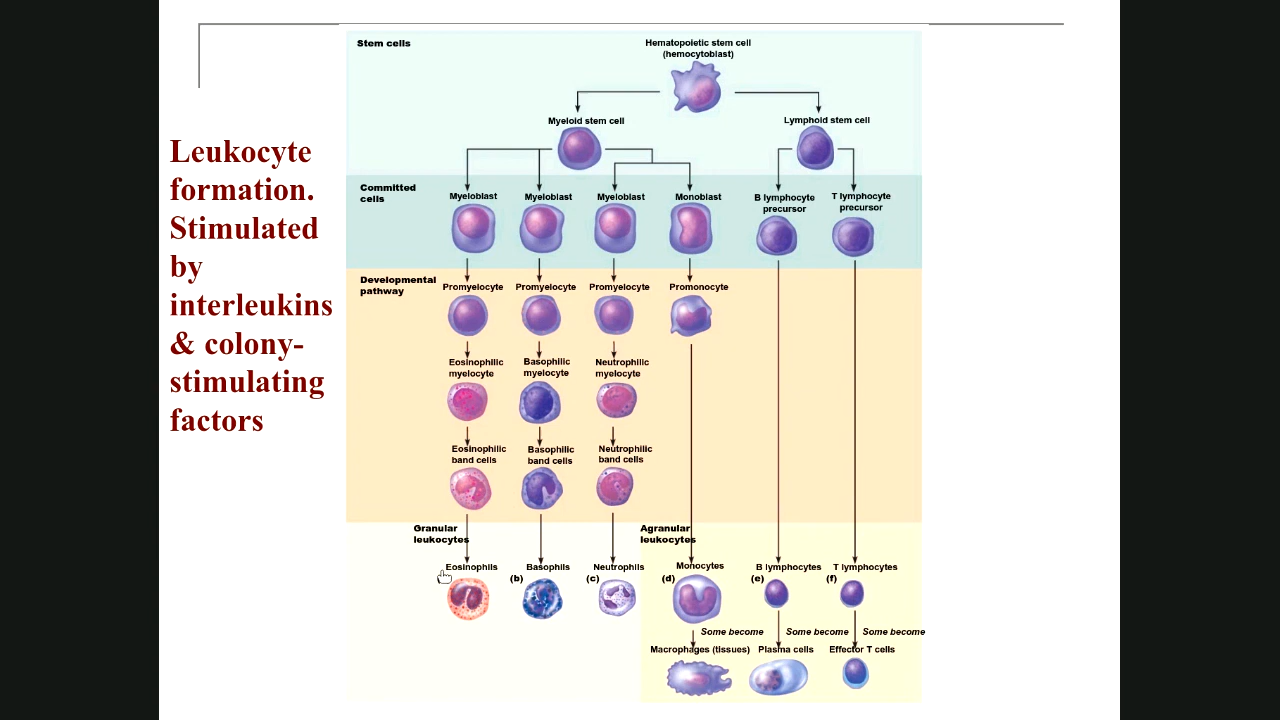 Leukocyte
formation.
Stimulated
by
interleukins
& colony-
stimulating
factors
Stem cells
Hematopoietic stem cell
(hemocytoblast)
Myeloid stem cell
Lymphoid stem cell
Committed
cells
Myeloblast
Myeloblast
Myeloblast
Monoblast
B lymphocyte
precursor
T lymphocyte
precursor
Developmental
pathway
Promyelocyte
Promyelocyte
Promyelocyte
Promonocyte
Eosinophilic
myelocyte
Basophilic
myelocyte
Neutrophilic
myelocyte
Eosinophilic
band cells
Basophilic
band cells
Neutrophilic
band cells
Granular
leukocytes
Agranular
leukocytes
Eosinophils
(b)
Basophils
(c)
Neutrophils
(d)
Monocytes
(e)
B lymphocytes
(f)
T lymphocytes
Some become
Some become
Some become
Macrophages (tissues)
Plasma cells
Effector T cells